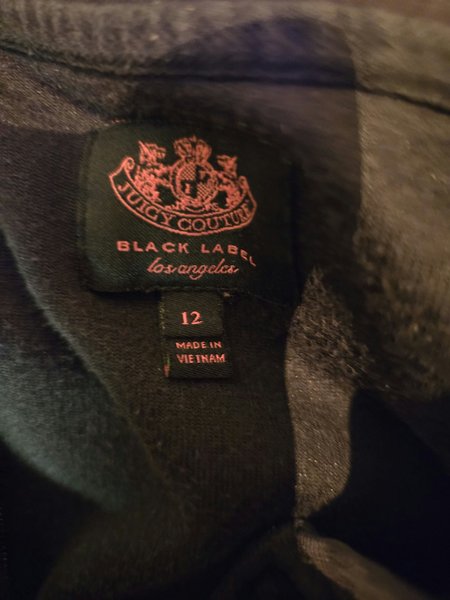 JUICY COUTURE
BLACK LABEL
los angeles
12
MADE IN
VIETNAM